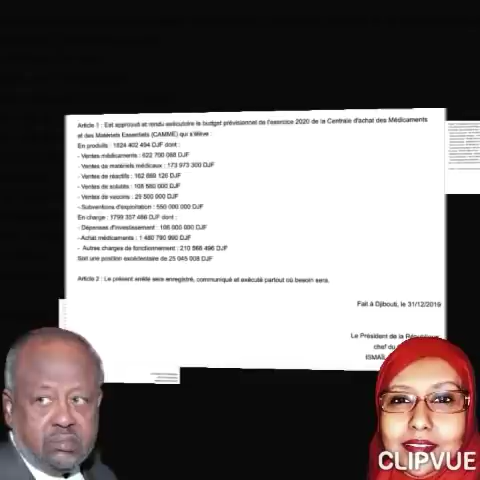 Article 1 : Est approuvé et rendu exécutoire le budget prévisionnel de l'exercice 2020 de la Centrale d'achat des Médicaments
et des Matériels Essentiels (CAMME) qui s'élève :
En produits : 1824 402 494 DJF dont :
- Ventes médicaments : 622 700 068 DJF
- Ventes de matériels médicaux : 173 973 300 DJF
- Ventes de réactifs : 162 669 126 DJF
- Ventes de solutés : 108 560 000 DJF
- Ventes de vaccins : 29 500 000 DJF
- Subventions d'exploitation : 550 000 000 DJF
En charge : 1799 357 486 DJF dont :
- Dépenses d'investissement : 108 000 000 DJF
- Achat médicaments : 1 480 790 990 DJF
- Autres charges de fonctionnement : 210 566 496 DJF
Soit une position excédentaire de 25 045 008 DJF
Article 2 : Le présent arrêté sera enregistré, communiqué et exécuté partout où besoin sera.
Fait à Djibouti, le 31/12/2019
Le Président de la République
chef du
ISMAÏL
CLIPVUE